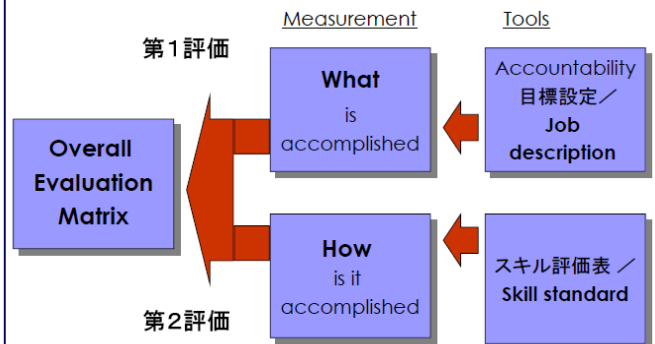 Measurement
Tools
第1評価
What
is
accomplished
Accountability
目標設定／
Job
description
Overall
Evaluation
Matrix
How
is it
accomplished
スキル評価表 ／
Skill standard
第2評価